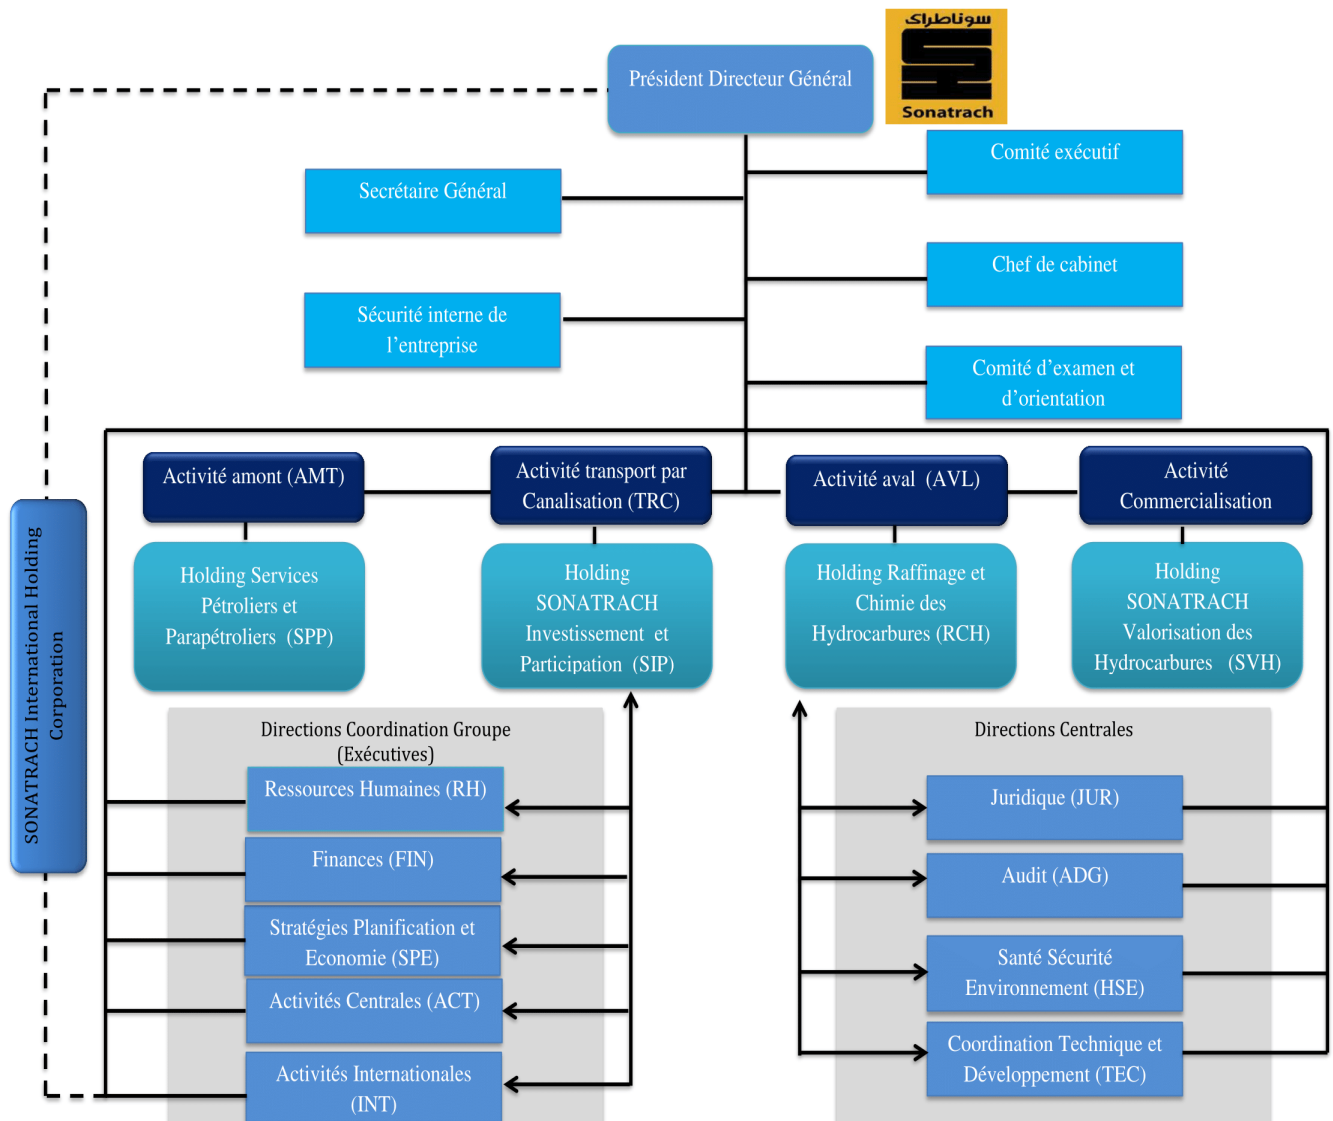 سوناطراك
Sonatrach
Président Directeur Général
Comité exécutif
Secrétaire Général
Chef de cabinet
Sécurité interne de
l’entreprise
Comité d’examen et
d’orientation
Activité amont (AMT)
Activité transport par
Canalisation (TRC)
Activité aval (AVL)
Activité
Commercialisation
Holding Services
Pétroliers et
Parapétroliers (SPP)
Holding
SONATRACH
Investissement et
Participation (SIP)
Holding Raffinage et
Chimie des
Hydrocarbures (RCH)
Holding
SONATRACH
Valorisation des
Hydrocarbures (SVH)
SONATRACH International Holding
Corporation
Directions Coordination Groupe
(Exécutives)
Ressources Humaines (RH)
Finances (FIN)
Stratégies Planification et
Economie (SPE)
Activités Centrales (ACT)
Activités Internationales
(INT)
Directions Centrales
Juridique (JUR)
Audit (ADG)
Santé Sécurité
Environnement (HSE)
Coordination Technique et
Développement (TEC)